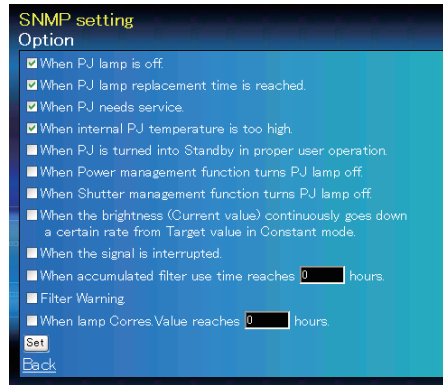 SNMP setting
Option
When PJ lamp is off.
When PJ lamp replacement time is reached.
When PJ needs service.
When internal PJ temperature is too high.
When PJ is turned into Standby in proper user operation.
When Power management function turns PJ lamp off.
When Shutter management function turns PJ lamp off.
When the brightness (Current value) continuously goes down
a certain rate from Target value in Constant mode.
When the signal is interrupted.
When accumulated filter use time reaches 0 hours.
Filter Warning.
When lamp Corres.Value reaches 0 hours.
Set
Back